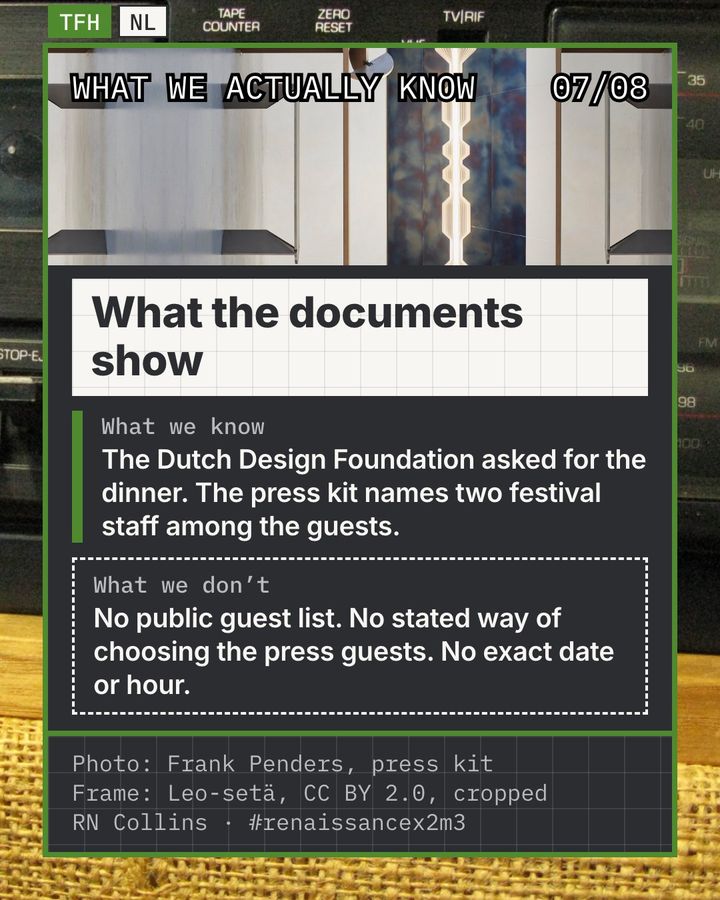 TFH NL
TAPE COUNTER
ZERO RESET
TV|RIF
WHAT WE ACTUALLY KNOW 07/08
35
40
What the documents show
What we know
The Dutch Design Foundation asked for the
dinner. The press kit names two festival
staff among the guests.
What we don’t
No public guest list. No stated way of
choosing the press guests. No exact date
or hour.
FM
96
98
100
Photo: Frank Penders, press kit
Frame: Leo-setä, CC BY 2.0, cropped
RN Collins · #renaissancex2m3